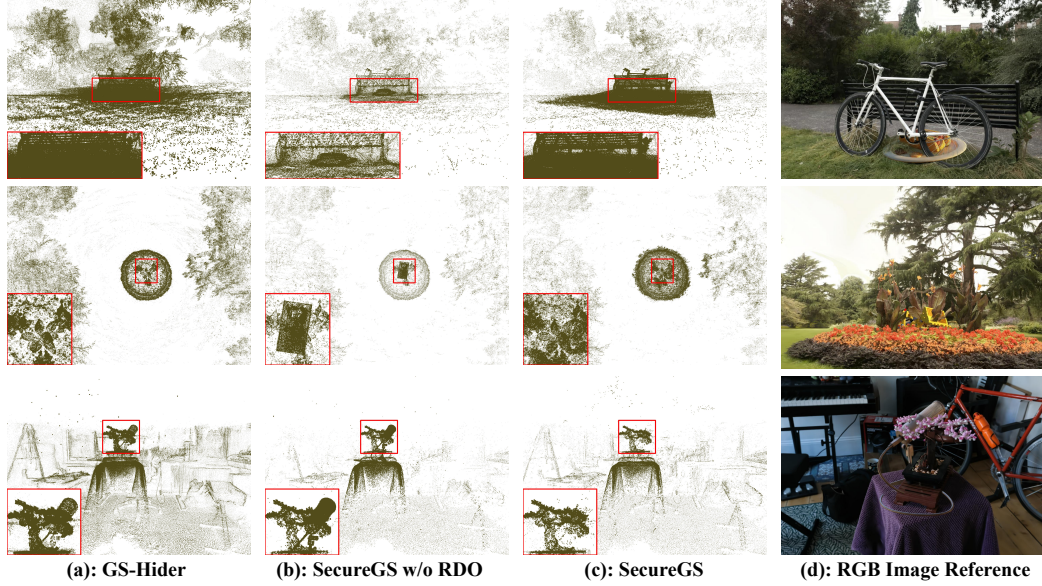 (a): GS-Hider
(b): SecureGS w/o RDO
(c): SecureGS
(d): RGB Image Reference